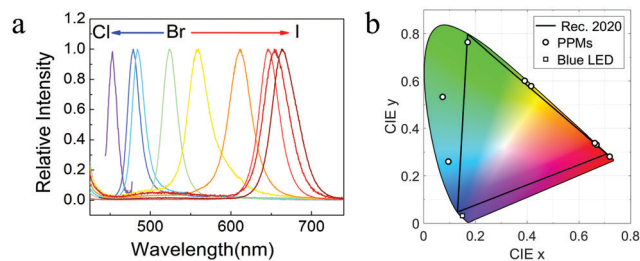 a
Cl Br I
Relative Intensity
1.0
0.8
0.6
0.4
0.2
0.0
500 600 700
Wavelength(nm)
b
Rec. 2020
PPMs
Blue LED
CIE y
0.8
0.6
0.4
0.2
0
0 0.2 0.4 0.6 0.8
CIE x